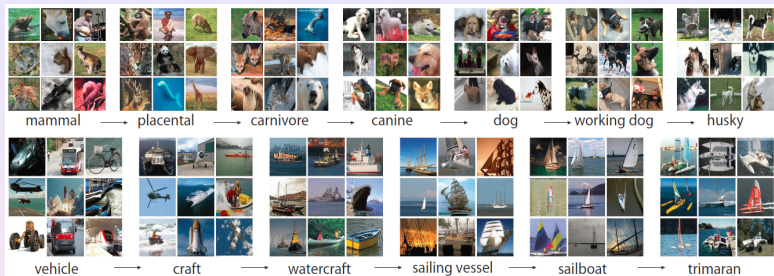 mammal → placental → carnivore → canine → dog → working dog → husky
vehicle → craft → watercraft → sailing vessel → sailboat → trimaran